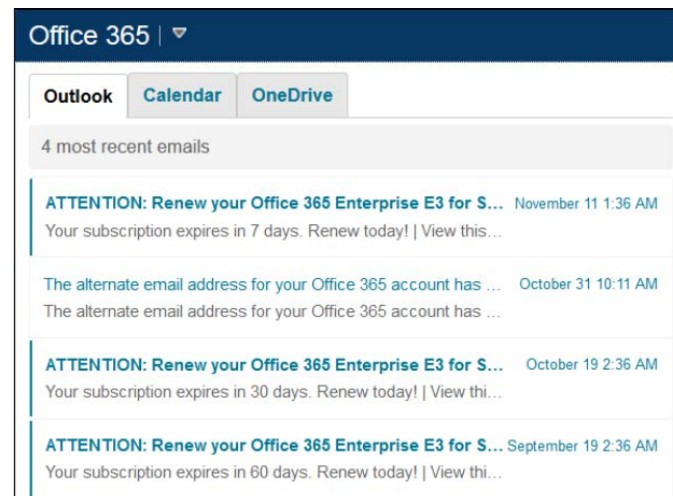 Office 365
Outlook Calendar OneDrive
4 most recent emails
ATTENTION: Renew your Office 365 Enterprise E3 for S... November 11 1:36 AM
Your subscription expires in 7 days. Renew today! | View this...
The alternate email address for your Office 365 account has ... October 31 10:11 AM
The alternate email address for your Office 365 account has ...
ATTENTION: Renew your Office 365 Enterprise E3 for S... October 19 2:36 AM
Your subscription expires in 30 days. Renew today! | View thi...
ATTENTION: Renew your Office 365 Enterprise E3 for S... September 19 2:36 AM
Your subscription expires in 60 days. Renew today! | View thi...